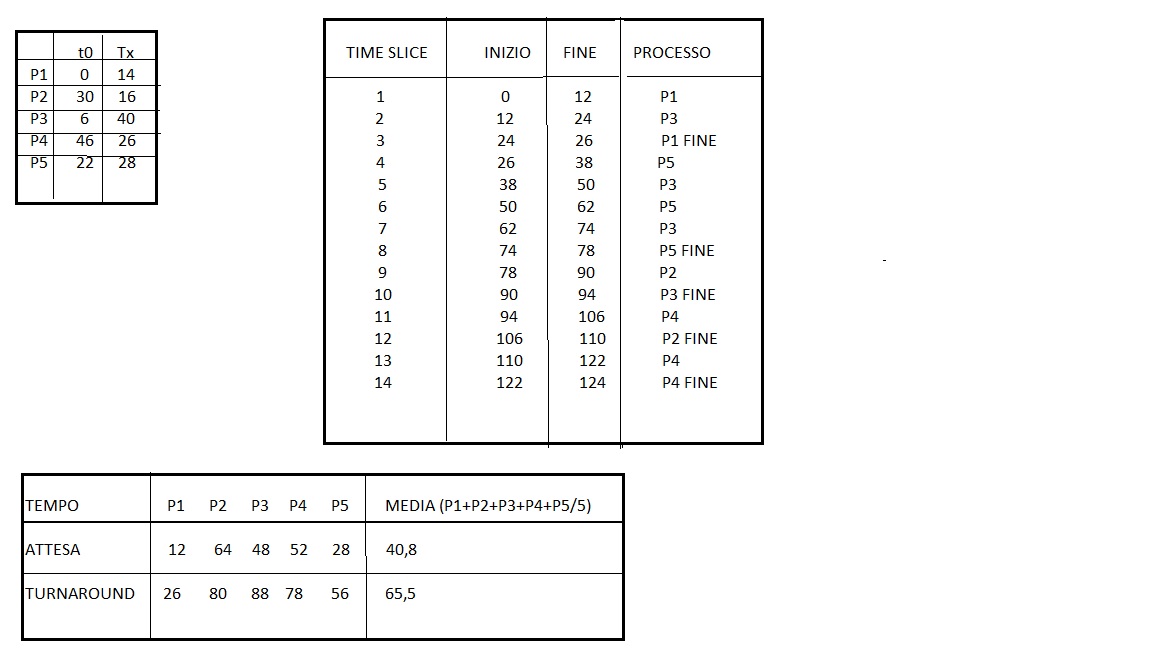 t0 Tx
P1 0 14
P2 30 16
P3 6 40
P4 46 26
P5 22 28
TIME SLICE INIZIO FINE PROCESSO
1 0 12 P1
2 12 24 P3
3 24 26 P1 FINE
4 26 38 P5
5 38 50 P3
6 50 62 P5
7 62 74 P3
8 74 78 P5 FINE
9 78 90 P2
10 90 94 P3 FINE
11 94 106 P4
12 106 110 P2 FINE
13 110 122 P4
14 122 124 P4 FINE
TEMPO P1 P2 P3 P4 P5 MEDIA (P1+P2+P3+P4+P5/5)
ATTESA 12 64 48 52 28 40,8
TURNAROUND 26 80 88 78 56 65,5